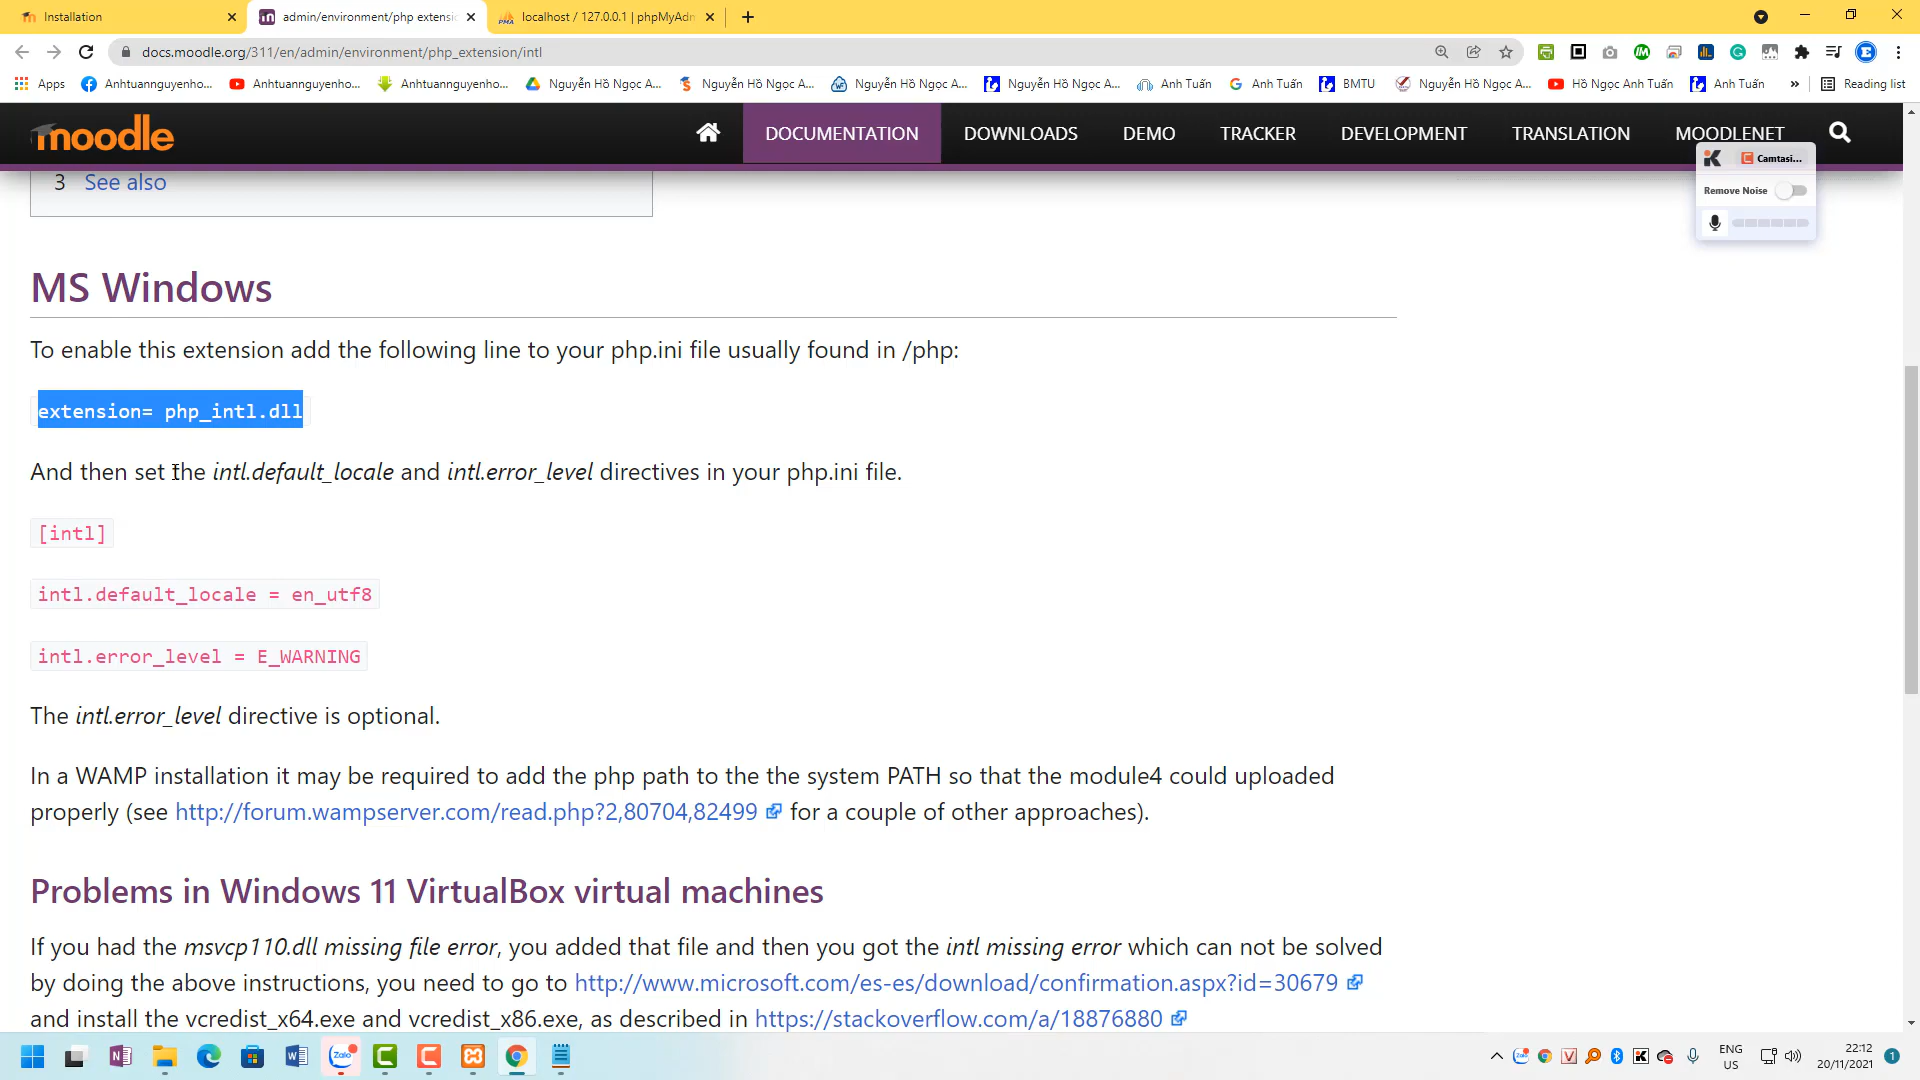 Installation
admin/environment/php extensi
localhost / 127.0.0.1 | phpMyAdn
docs.moodle.org/311/en/admin/environment/php_extension/intl
Apps
Anhtuannguyenho...
Anhtuannguyenho...
Anhtuannguyenho...
Nguyễn Hồ Ngọc A...
Nguyễn Hồ Ngọc A...
Nguyễn Hồ Ngọc A...
Nguyễn Hồ Ngọc A...
Anh Tuấn
Anh Tuấn
BMTU
Nguyễn Hồ Ngọc A...
Hồ Ngọc Anh Tuấn
Anh Tuấn
»
Reading list
moodle
DOCUMENTATION
DOWNLOADS
DEMO
TRACKER
DEVELOPMENT
TRANSLATION
MOODLENET
Camtasi...
Remove Noise
3 See also
MS Windows
To enable this extension add the following line to your php.ini file usually found in /php:
extension= php_intl.dll
And then set the intl.default_locale and intl.error_level directives in your php.ini file.
[intl]
intl.default_locale = en_utf8
intl.error_level = E_WARNING
The intl.error_level directive is optional.
In a WAMP installation it may be required to add the php path to the the system PATH so that the module4 could uploaded
properly (see http://forum.wampserver.com/read.php?2,80704,82499 for a couple of other approaches).
Problems in Windows 11 VirtualBox virtual machines
If you had the msvcp110.dll missing file error, you added that file and then you got the intl missing error which can not be solved
by doing the above instructions, you need to go to http://www.microsoft.com/es-es/download/confirmation.aspx?id=30679
and install the vcredist_x64.exe and vcredist_x86.exe, as described in https://stackoverflow.com/a/18876880
Zalo
ENG
US
22:12
20/11/2021
1